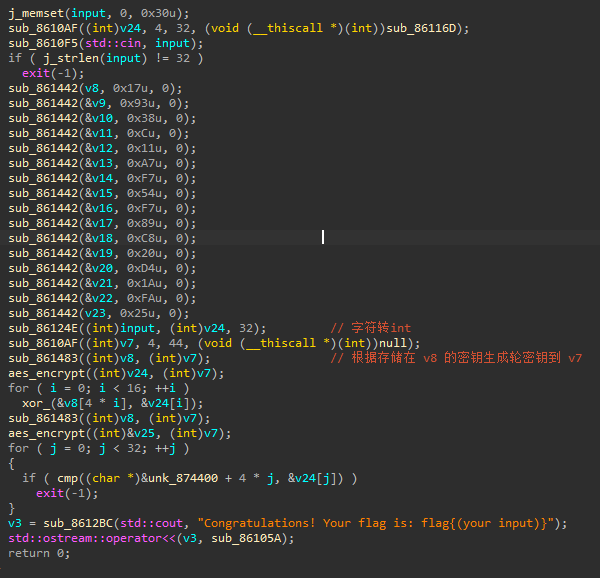 j_memset(input, 0, 0x30u);
sub_8610AF((int)v24, 4, 32, (void (__thiscall *)(int))sub_86116D);
sub_8610F5(std::cin, input);
if ( j_strlen(input) != 32 )
  exit(-1);
sub_861442(v8, 0x17u, 0);
sub_861442(&v9, 0x93u, 0);
sub_861442(&v10, 0x38u, 0);
sub_861442(&v11, 0xCu, 0);
sub_861442(&v12, 0x11u, 0);
sub_861442(&v13, 0xA7u, 0);
sub_861442(&v14, 0xF7u, 0);
sub_861442(&v15, 0x54u, 0);
sub_861442(&v16, 0xF7u, 0);
sub_861442(&v17, 0x89u, 0);
sub_861442(&v18, 0xC8u, 0);
sub_861442(&v19, 0x20u, 0);
sub_861442(&v20, 0xD4u, 0);
sub_861442(&v21, 0x1Au, 0);
sub_861442(&v22, 0xFAu, 0);
sub_861442(v23, 0x25u, 0);
sub_86124E((int)input, (int)v24, 32);         // 字符转int
sub_8610AF((int)v7, 4, 44, (void (__thiscall *)(int))null);
sub_861483((int)v8, (int)v7);                 // 根据存储在 v8 的密钥生成轮密钥到 v7
aes_encrypt((int)v24, (int)v7);
for ( i = 0; i < 16; ++i )
  xor_(&v8[4 * i], &v24[i]);
sub_861483((int)v8, (int)v7);
aes_encrypt((int)&v25, (int)v7);
for ( j = 0; j < 32; ++j )
{
  if ( cmp((char *)&unk_874400 + 4 * j, &v24[j]) )
    exit(-1);
}
v3 = sub_8612BC(std::cout, "Congratulations! Your flag is: flag{(your input)}");
std::ostream::operator<<(v3, sub_86105A);
return 0;